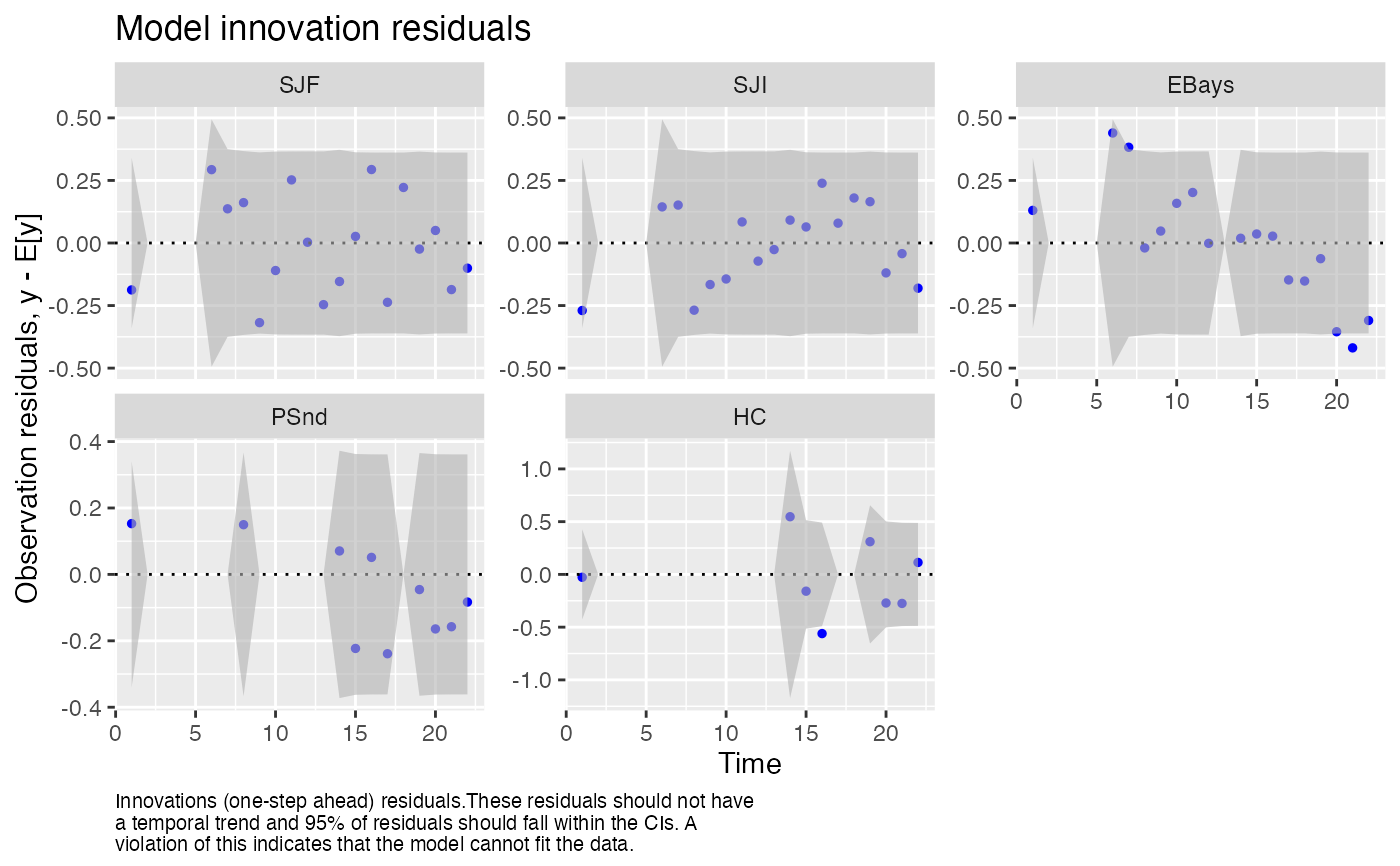 Model innovation residuals
SJF
SJI
EBays
0.50
0.25
0.00
-0.25
-0.50
0.50
0.25
0.00
-0.25
-0.50
0.50
0.25
0.00
-0.25
-0.50
0 5 10 15 20
Observation residuals, y - E[y]
PSnd
HC
0.4
0.2
0.0
-0.2
-0.4
1.0
0.5
0.0
-0.5
-1.0
0 5 10 15 20
0 5 10 15 20
Time
Innovations (one-step ahead) residuals.These residuals should not have
a temporal trend and 95% of residuals should fall within the CIs. A
violation of this indicates that the model cannot fit the data.